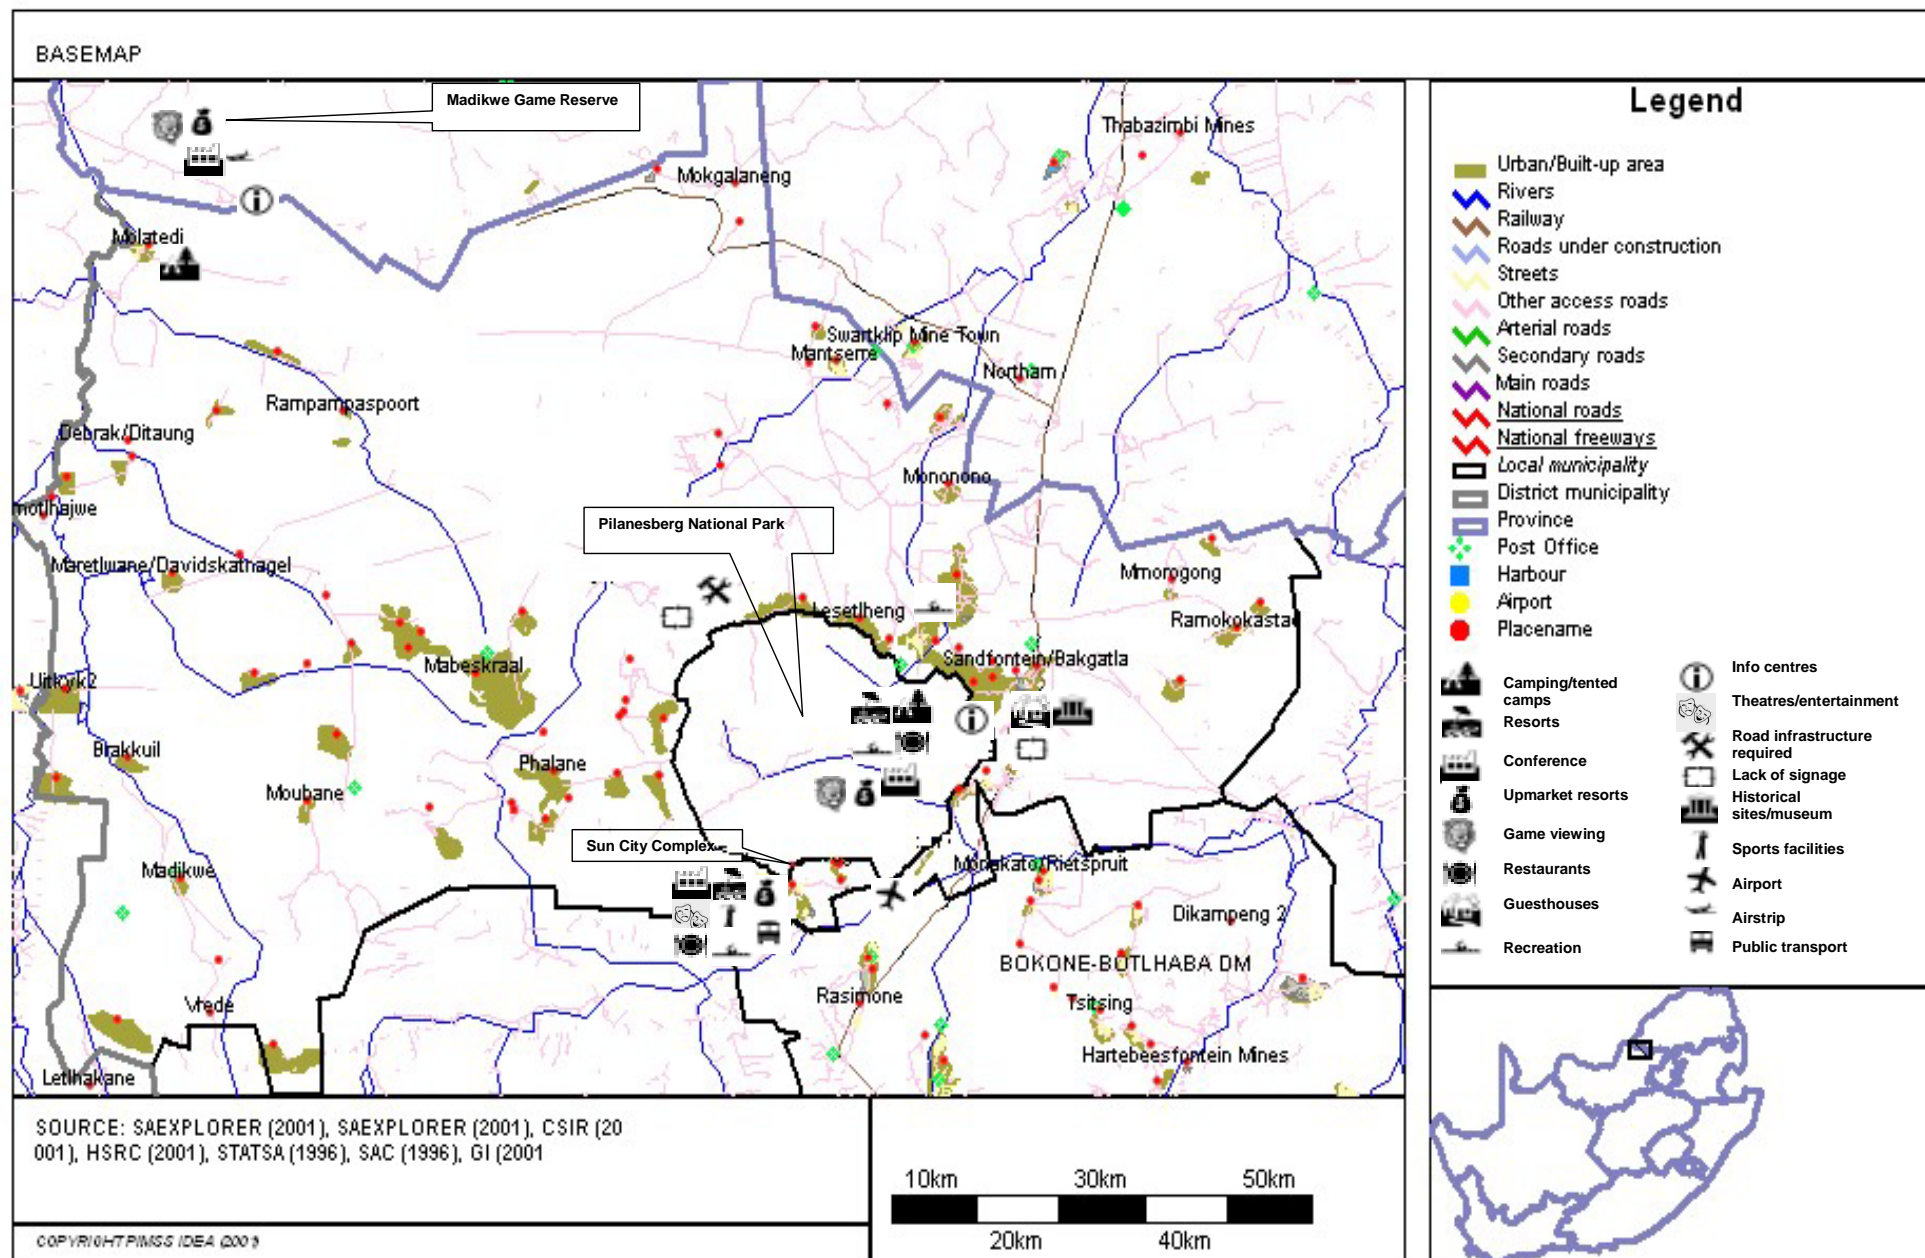 BASEMAP
Madikwe Game Reserve
Thabazimbi Mines
Mokgalaneng
Molatedi
Swartklip Mine Town
Mantserre
Northam
Rampampaspoort
Debrak/Ditaung
Mononono
motlhajwe
Pilanesberg National Park
Maretlwane/Davidskatnagel
Mmorogong
Lesetlheng
Ramokokastad
Sandfontein/Bakgatla
Mabeskraal
Uitkyk2
Brakkuil
Phalane
Moubane
Sun City Complex
Monakato/Rietspruit
Madikwe
Dikampeng 2
BOKONE-BOTLHABA DM
Rasimone
Vrede
Tsitsing
Hartebeesfontein Mines
Letlhakane
Legend
Urban/Built-up area
Rivers
Railway
Roads under construction
Streets
Other access roads
Arterial roads
Secondary roads
Main roads
National roads
National freeways
Local municipality
District municipality
Province
Post Office
Harbour
Airport
Placename
Camping/tented
camps
Resorts
Conference
Upmarket resorts
Game viewing
Restaurants
Guesthouses
Recreation
Info centres
Theatres/entertainment
Road infrastructure
required
Lack of signage
Historical
sites/museum
Sports facilities
Airport
Airstrip
Public transport
SOURCE: SAEXPLORER (2001), SAEXPLORER (2001), CSIR (20
001), HSRC (2001), STATSA (1996), SAC (1996), GI (2001
10km 30km 50km
20km 40km
COPYRIGHT PIMSS IDEA (2001)